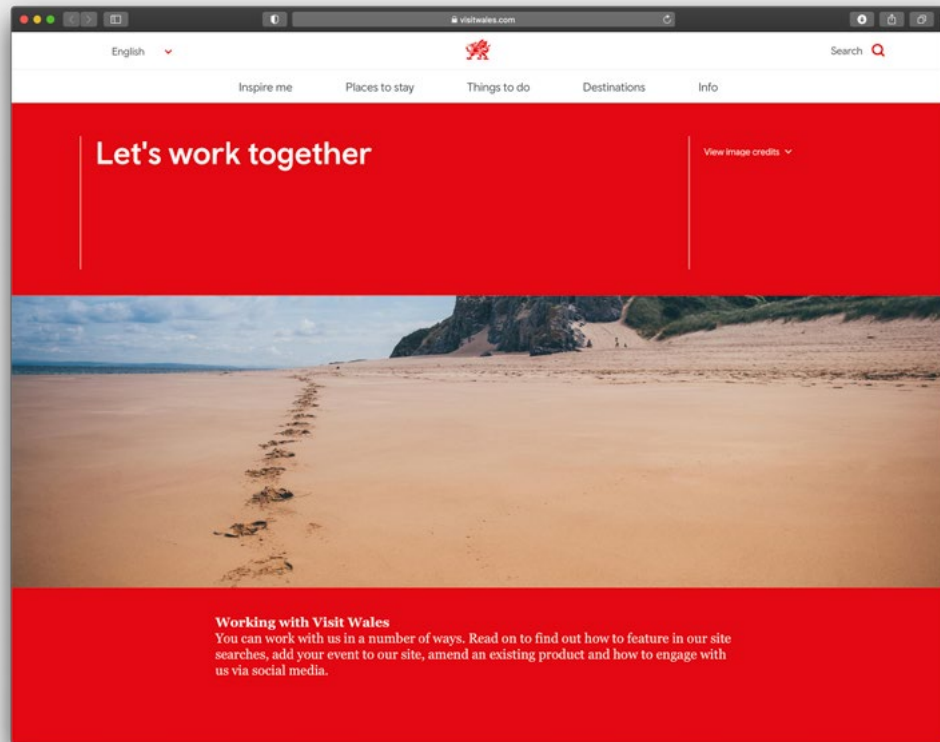 visitwales.com
English
Search
Inspire me Places to stay Things to do Destinations Info
Let's work together
View image credits
Working with Visit Wales
You can work with us in a number of ways. Read on to find out how to feature in our site
searches, add your event to our site, amend an existing product and how to engage with
us via social media.